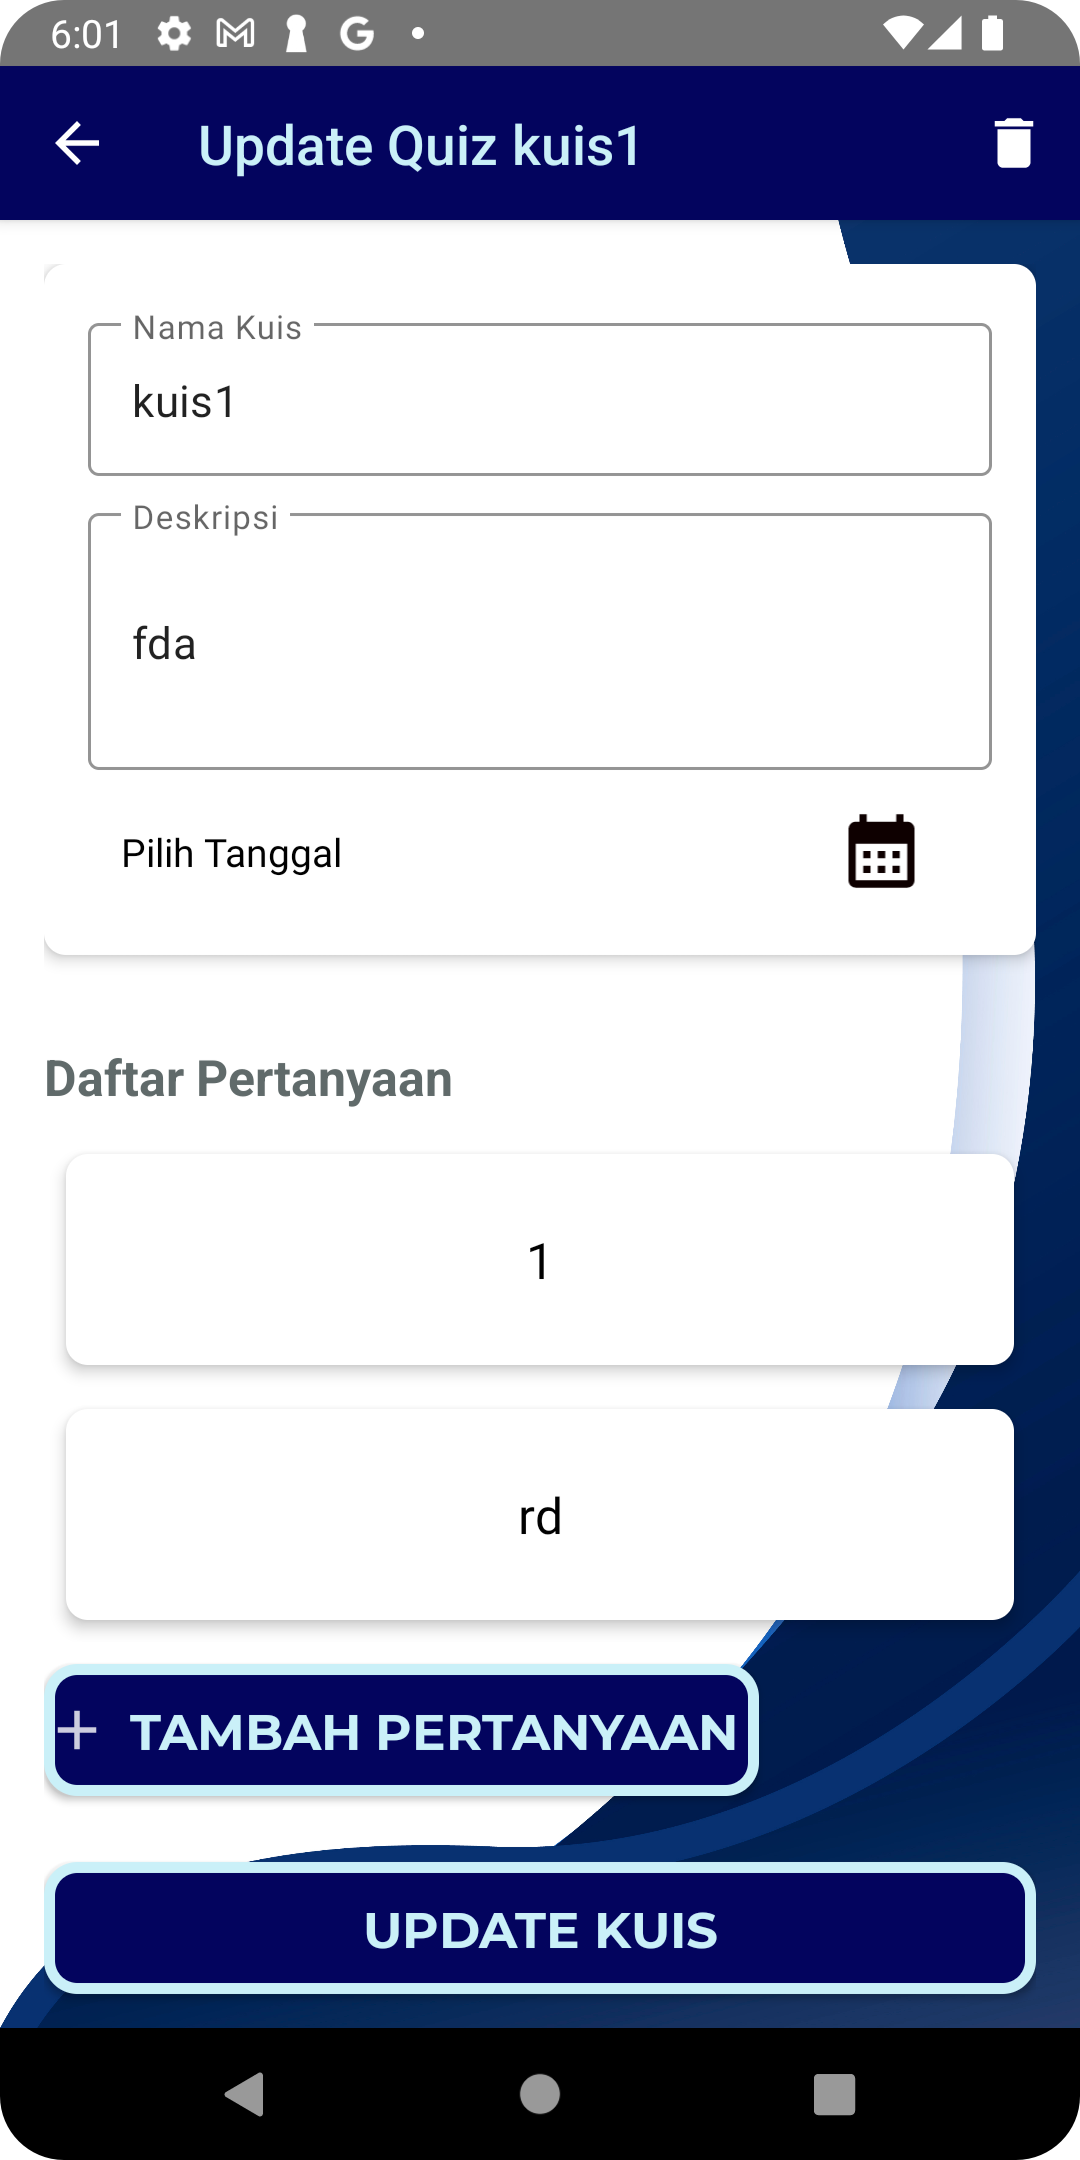 6:01
Update Quiz kuis1
Nama Kuis
kuis1
Deskripsi
fda
Pilih Tanggal
Daftar Pertanyaan
1
rd
+ TAMBAH PERTANYAAN
UPDATE KUIS